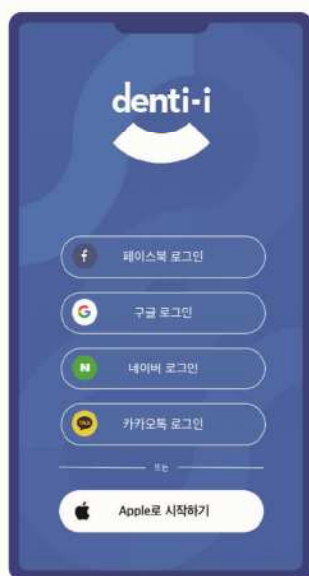 denti-i
페이스북 로그인
구글 로그인
네이버 로그인
TALK
카카오톡 로그인
또는
Apple로 시작하기